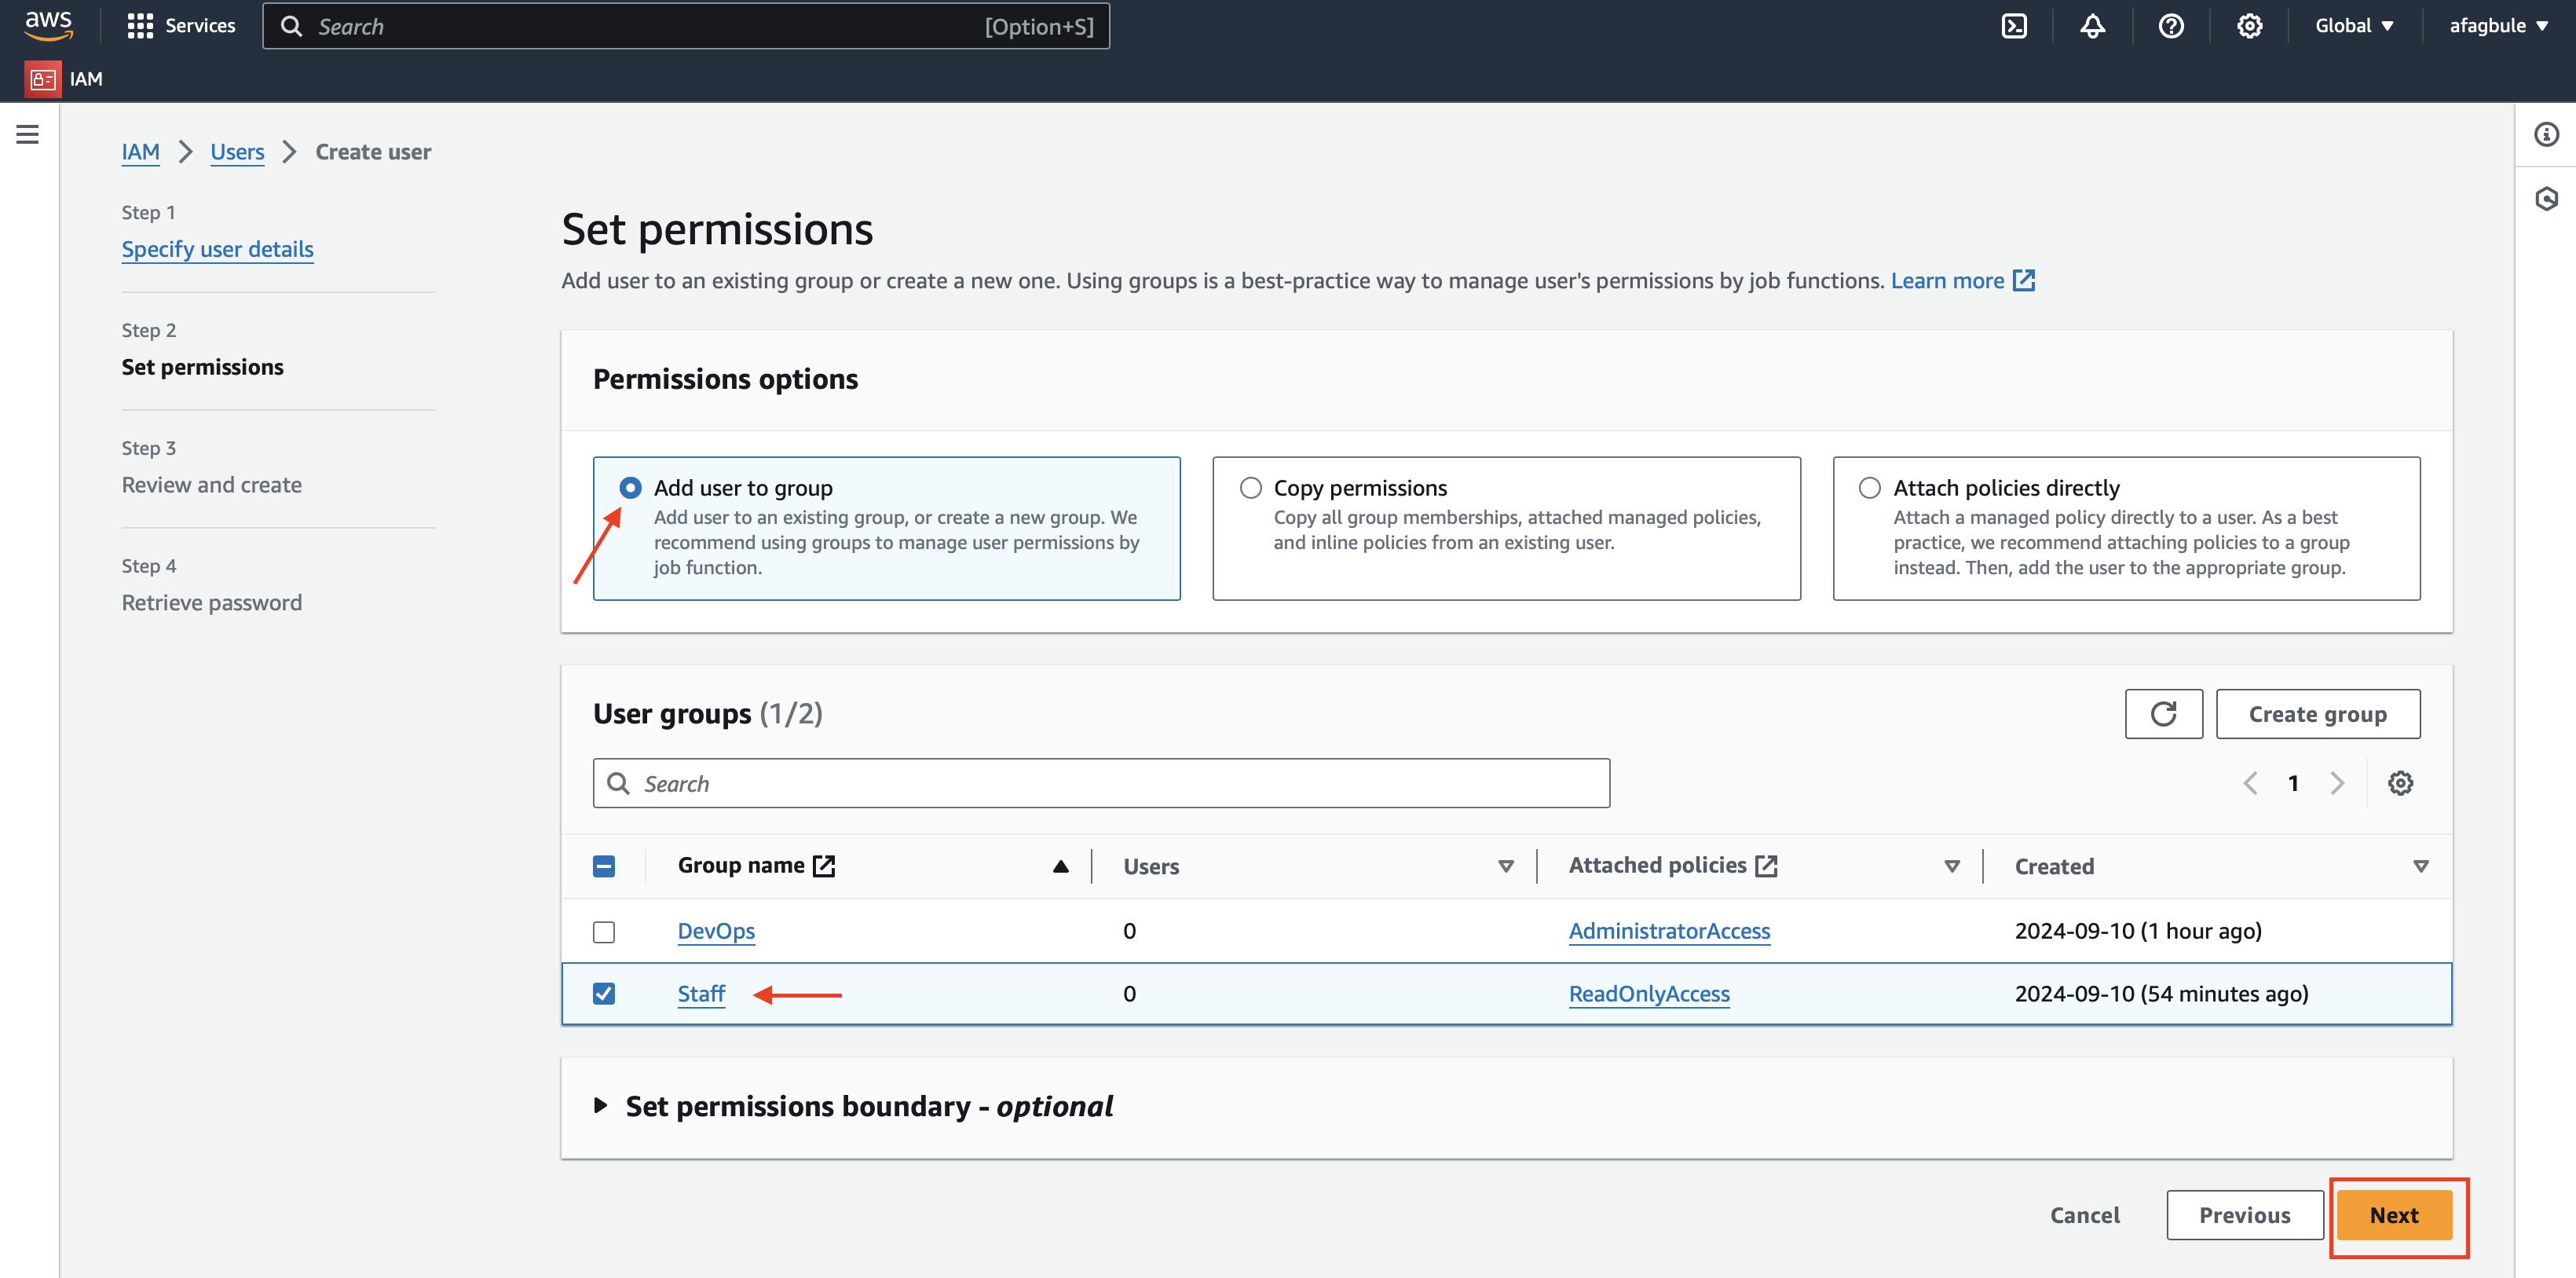 aws
Services
Search
[Option+S]
Global
afagbule
IAM
IAM
Users
Create user
Step 1
Specify user details
Step 2
Set permissions
Step 3
Review and create
Step 4
Retrieve password
Set permissions
Add user to an existing group or create a new one. Using groups is a best-practice way to manage user's permissions by job functions. Learn more
Permissions options
Add user to group
Add user to an existing group, or create a new group. We
recommend using groups to manage user permissions by
job function.
Copy permissions
Copy all group memberships, attached managed policies,
and inline policies from an existing user.
Attach policies directly
Attach a managed policy directly to a user. As a best
practice, we recommend attaching policies to a group
instead. Then, add the user to the appropriate group.
User groups (1/2)
Create group
Search
1
Group name
Users
Attached policies
Created
DevOps
0
AdministratorAccess
2024-09-10 (1 hour ago)
Staff
0
ReadOnlyAccess
2024-09-10 (54 minutes ago)
Set permissions boundary - optional
Cancel
Previous
Next